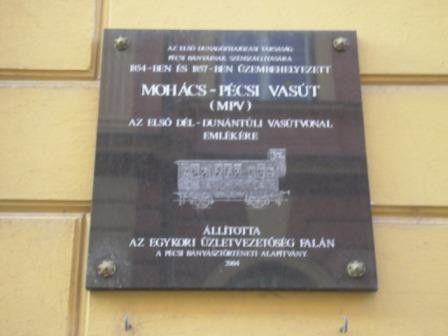 AZ ELSŐ DUNAGŐZHAJÓZÁSI TÁRSASÁG
PÉCSI BÁNYÁINAK SZÉNSZÁLLÍTÁSÁRA
1854-BEN ÉS 1857-BEN ÜZEMBEHELYEZETT
MOHÁCS - PÉCSI VASÚT
(MPV)
AZ ELSŐ DÉL-DUNÁNTÚLI VASÚTVONAL
EMLÉKÉRE
ÁLLÍTOTTA
AZ EGYKORI ÜZLETVEZETŐSÉG FALÁN
A PÉCSI BÁNYÁSZTÖRTÉNETI ALAPÍTVÁNY
2004